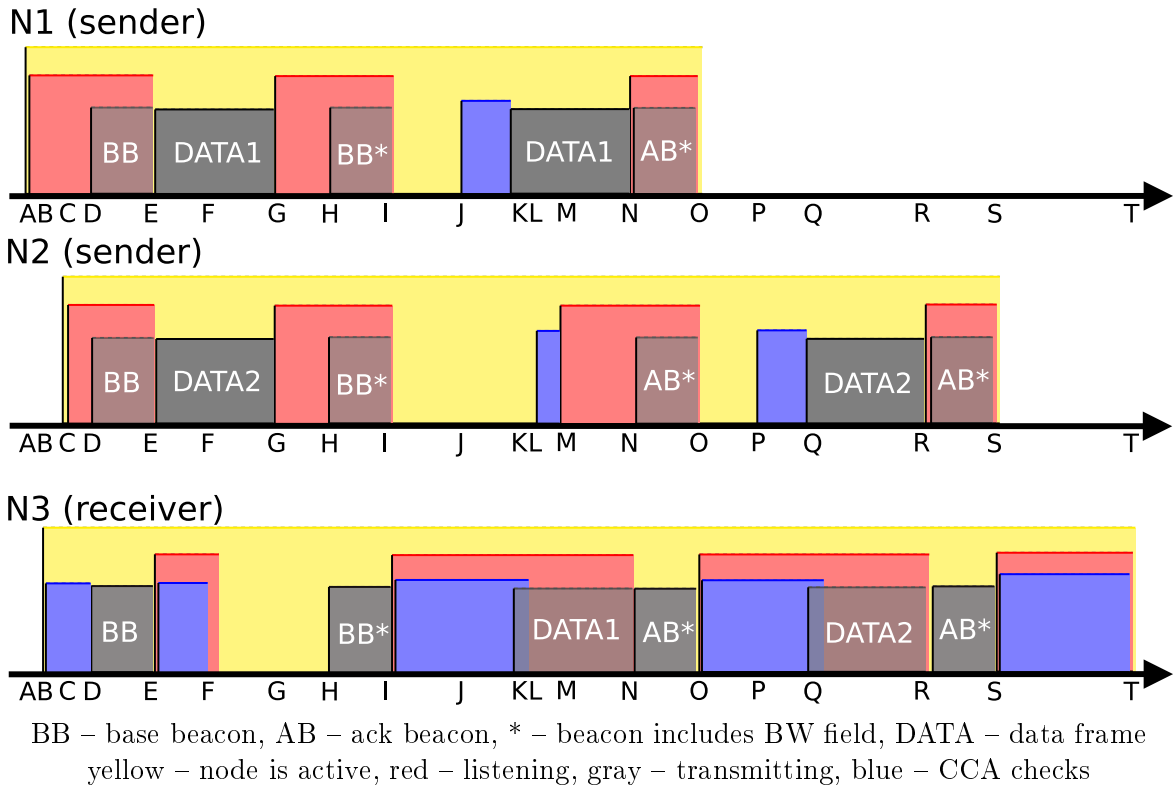 N1 (sender)
BB DATA1 BB* DATA1 AB*
AB C D E F G H I J KL M N O P Q R S T
N2 (sender)
BB DATA2 BB* AB* DATA2 AB*
AB C D E F G H I J KL M N O P Q R S T
N3 (receiver)
BB BB* DATA1 AB* DATA2 AB*
AB C D E F G H I J KL M N O P Q R S T
BB – base beacon, AB – ack beacon, * – beacon includes BW field, DATA – data frame
yellow – node is active, red – listening, gray – transmitting, blue – CCA checks